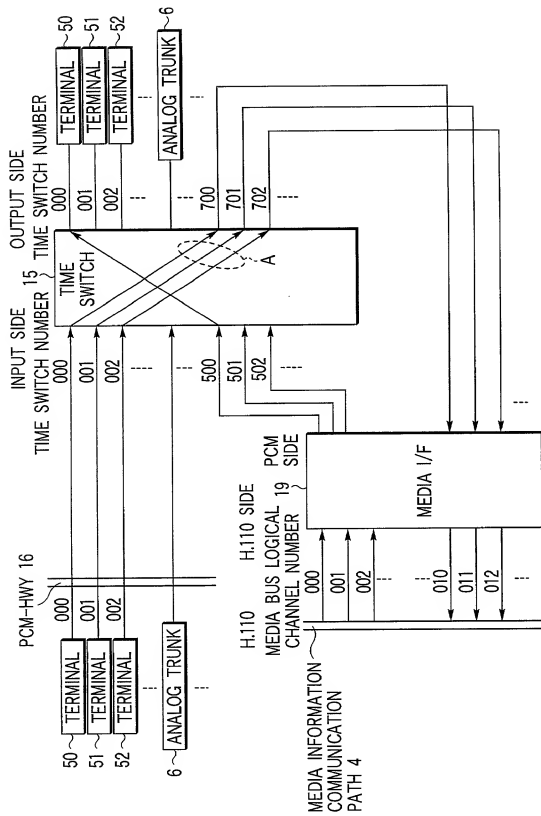 INPUT SIDE
TIME SWITCH NUMBER
15
OUTPUT SIDE
TIME SWITCH NUMBER
PCM-HWY 16
50
TERMINAL
000
000
TIME
SWITCH
000
TERMINAL
50
51
TERMINAL
001
001
001
TERMINAL
51
52
TERMINAL
002
002
002
TERMINAL
52
6
ANALOG TRUNK
ANALOG TRUNK
6
A
500
501
502
700
701
702
H.110 SIDE
19
PCM
SIDE
H.110
MEDIA BUS LOGICAL
CHANNEL NUMBER
000
001
002
MEDIA I/F
010
011
012
MEDIA INFORMATION
COMMUNICATION
PATH 4